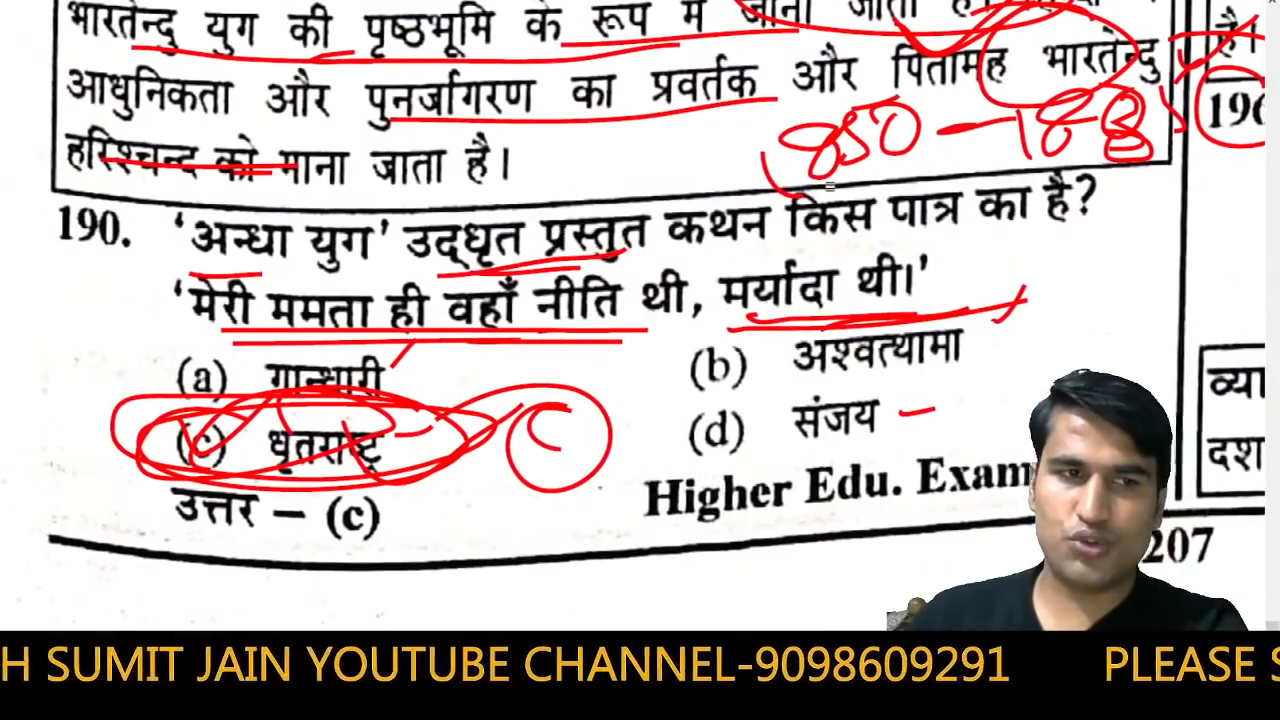 भारतेन्दु युग की पृष्ठभूमि के रूप में जाना जाता है।
है।
आधुनिकता और पुनर्जागरण का प्रवर्तक और पितामह भारतेन्दु
हरिश्चन्द को माना जाता है।
1850 - 1885
190. 'अन्धा युग' उद्धृत प्रस्तुत कथन किस पात्र का है?
'मेरी ममता ही वहाँ नीति थी, मर्यादा थी।'
(a) गान्धारी (b) अश्वत्थामा
(c) धृतराष्ट्र (d) संजय
उत्तर – (c)
Higher Edu. Exam
207
H SUMIT JAIN YOUTUBE CHANNEL-9098609291 PLEASE S